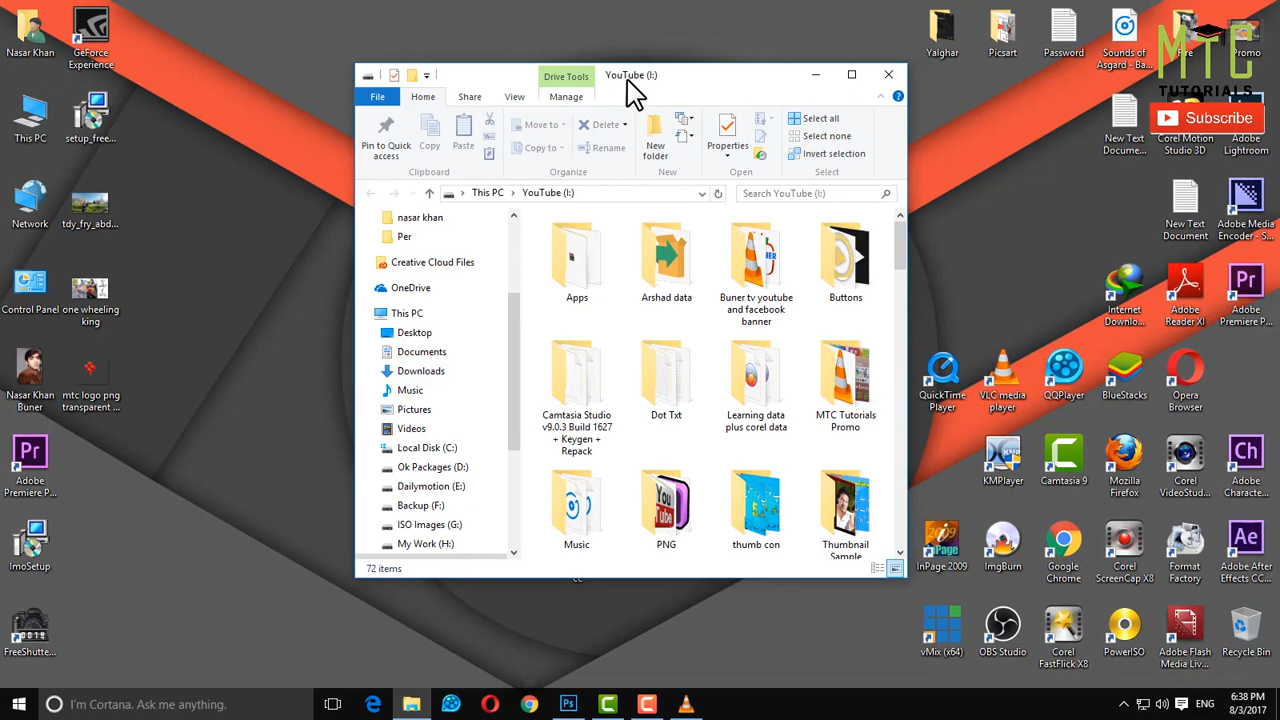 Nasar Khan
GeForce
Experience
This PC
setup_free...
Network
tdy_fry_abd...
Control Panel
one wheeling
king
Nasar Khan
Buner
mtc logo png
transparent ...
Adobe
Premiere P...
ImoSetup
FreeShutte...
Drive Tools
YouTube (I:)
File
Home
Share
View
Manage
Pin to Quick
access
Copy
Paste
Clipboard
Move to
Copy to
Delete
Rename
Organize
New
folder
New
Properties
Open
Select all
Select none
Invert selection
Select
This PC
YouTube (I:)
Search YouTube (I:)
nasar khan
Per
Creative Cloud Files
OneDrive
This PC
Desktop
Documents
Downloads
Music
Pictures
Videos
Local Disk (C:)
Ok Packages (D:)
Dailymotion (E:)
Backup (F:)
ISO Images (G:)
My Work (H:)
Apps
Arshad data
Buner tv youtube
and facebook
banner
Buttons
Camtasia Studio
v9.0.3 Build 1627
+ Keygen +
Repack
Dot Txt
Learning data
plus corel data
MTC Tutorials
Promo
Music
PNG
thumb con
Thumbnail
Sample
72 items
Yalghar
Picsart
Password
Sounds of
Asgard - Ba...
Fire
Promo
MTC
TUTORIALS
Subscribe
New Text
Docume...
Corel Motion
Studio 3D
Adobe
Lightroom
New Text
Document
Adobe Media
Encoder - S...
Internet
Downlo...
Adobe
Reader XI
Adobe
Premiere P...
QuickTime
Player
VLC media
player
QQPlayer
BlueStacks
Opera
Browser
KMPlayer
Camtasia 9
Mozilla
Firefox
Corel
VideoStud...
Adobe
Characte...
InPage 2009
ImgBurn
Google
Chrome
Corel
ScreenCap X8
Format
Factory
Adobe After
Effects CC...
vMix (x64)
OBS Studio
Corel
FastFlick X8
PowerISO
Adobe Flash
Media Liv...
Recycle Bin
I'm Cortana. Ask me anything.
ENG
6:38 PM
8/3/2017